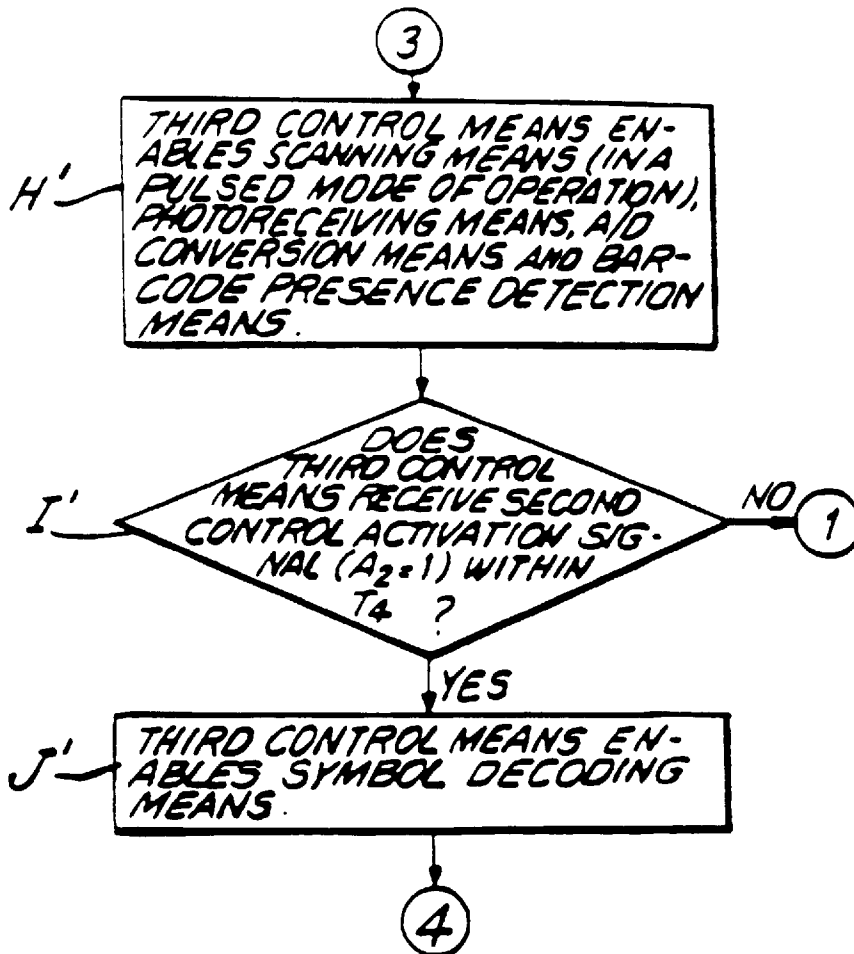 3
THIRD CONTROL MEANS EN-
ABLES SCANNING MEANS (IN A
PULSED MODE OF OPERATION),
PHOTORECEIVING MEANS, A/D
CONVERSION MEANS AND BAR-
CODE PRESENCE DETECTION
MEANS.
H'
DOES
THIRD CONTROL
MEANS RECEIVE SECOND
CONTROL ACTIVATION SIG-
NAL (A2=1) WITHIN
T4 ?
I'
NO
1
YES
THIRD CONTROL MEANS EN-
ABLES SYMBOL DECODING
MEANS.
J'
4